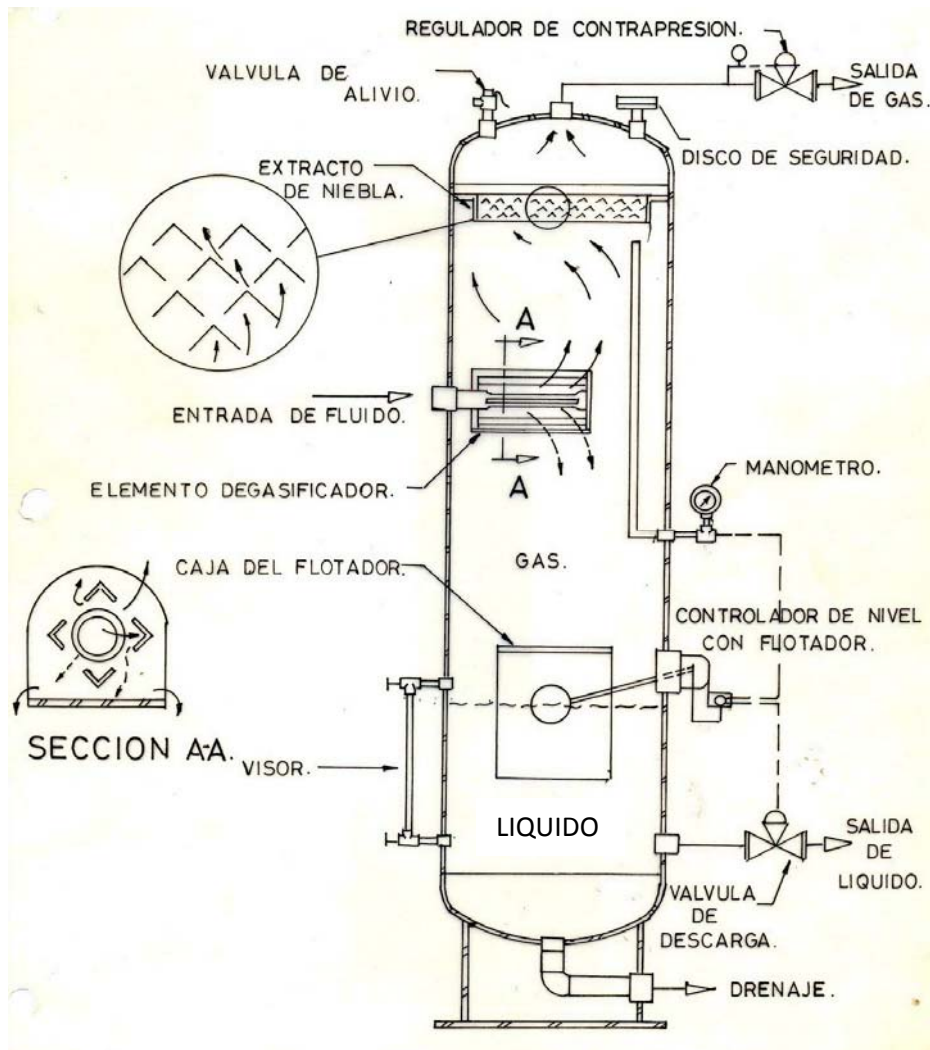 REGULADOR DE CONTRAPRESION.
VALVULA DE
ALIVIO.
SALIDA
DE GAS.
DISCO DE SEGURIDAD.
EXTRACTO
DE NIEBLA.
A
ENTRADA DE FLUIDO.
A
ELEMENTO DEGASIFICADOR.
MANOMETRO.
GAS.
CAJA DEL FLOTADOR.
CONTROLADOR DE NIVEL
CON FLOTADOR.
SECCION A-A.
VISOR.
LIQUIDO
SALIDA
DE
LIQUIDO.
VALVULA
DE
DESCARGA.
DRENAJE.